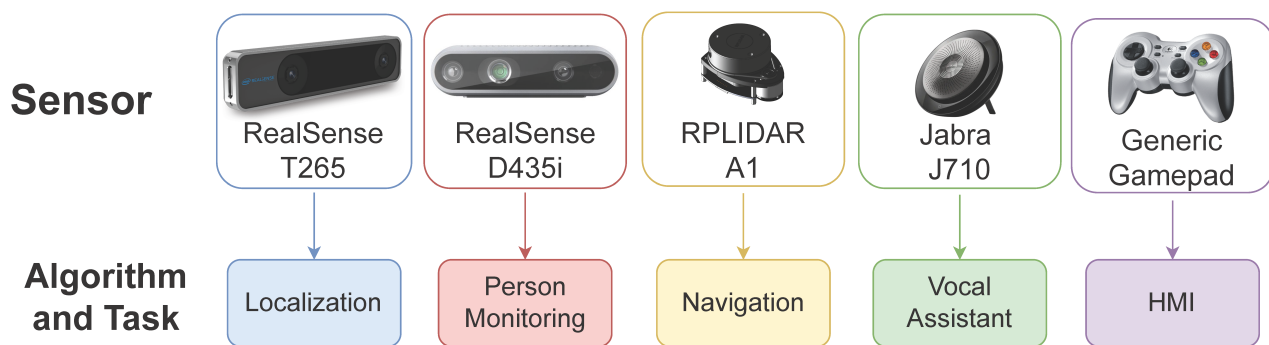 Sensor
RealSense
T265
RealSense
D435i
RPLIDAR
A1
Jabra
J710
Generic
Gamepad
Algorithm
and Task
Localization
Person
Monitoring
Navigation
Vocal
Assistant
HMI